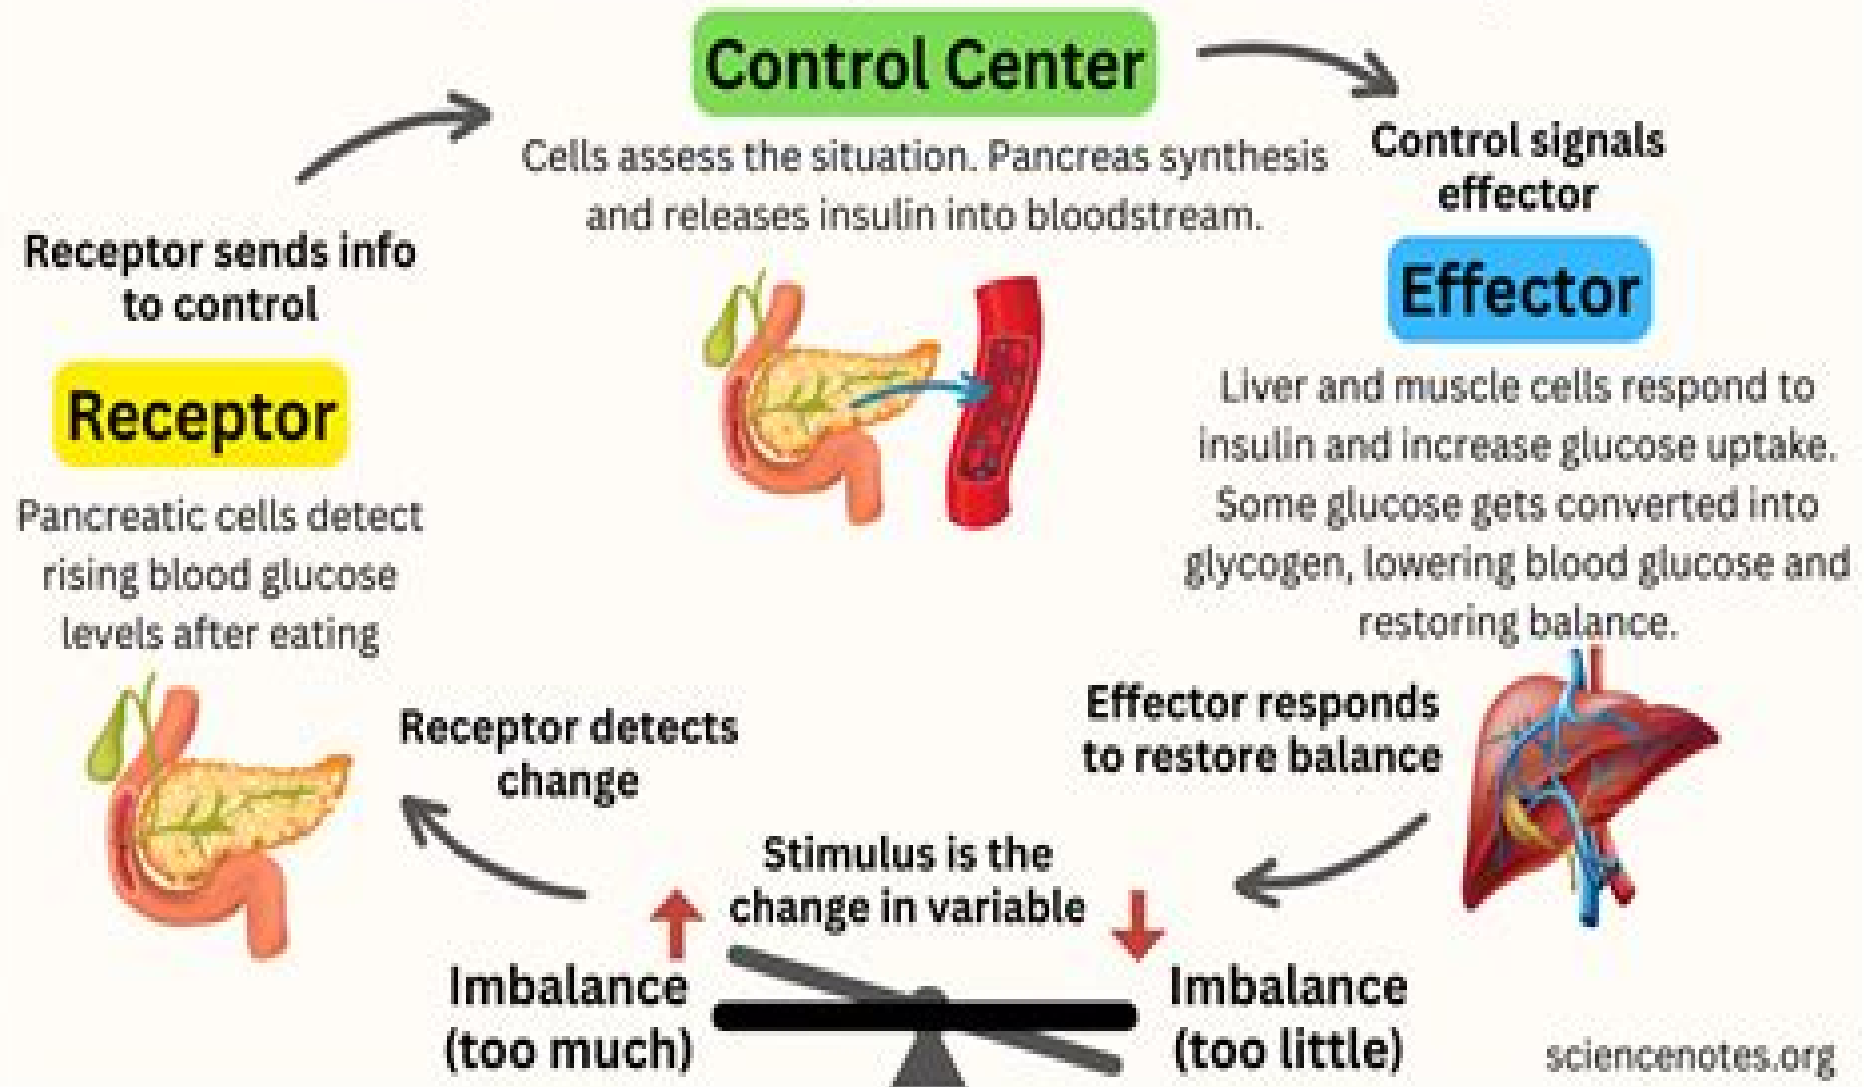 Control Center
Cells assess the situation. Pancreas synthesis
and releases insulin into bloodstream.
Control signals
effector
Effector
Liver and muscle cells respond to
insulin and increase glucose uptake.
Some glucose gets converted into
glycogen, lowering blood glucose and
restoring balance.
Receptor sends info
to control
Receptor
Pancreatic cells detect
rising blood glucose
levels after eating
Receptor detects
change
Effector responds
to restore balance
Stimulus is the
change in variable
Imbalance
(too much)
Imbalance
(too little)
sciencenotes.org